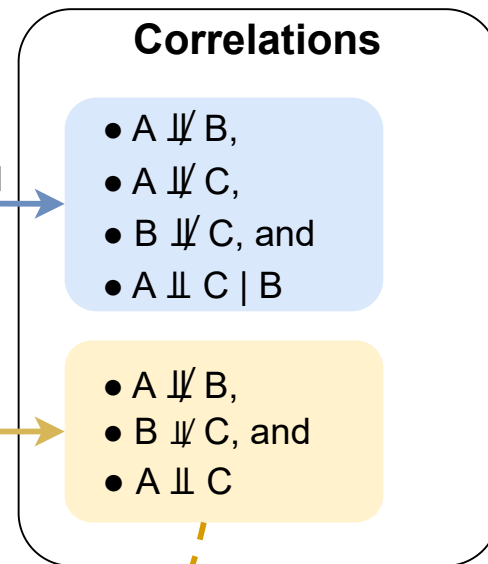 Correlations
● A ⫫̸ B,
● A ⫫̸ C,
● B ⫫̸ C, and
● A ⫫ C | B
● A ⫫̸ B,
● B ⫫̸ C, and
● A ⫫ C